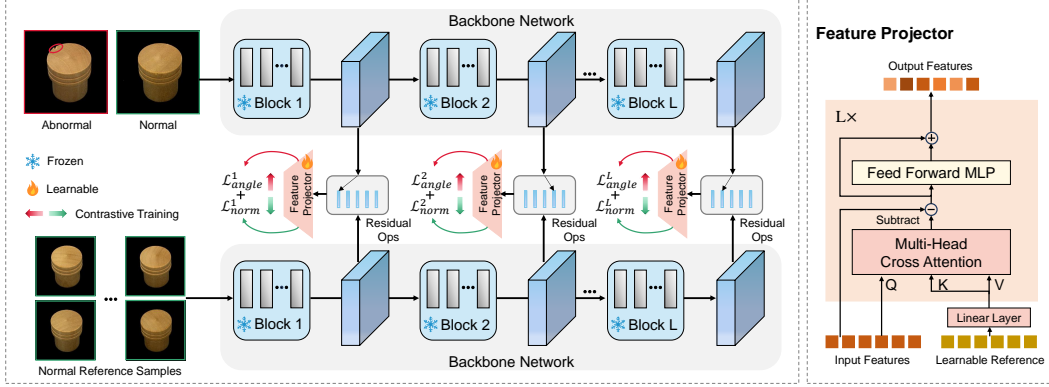 Backbone Network
Block 1
Block 2
Block L
Abnormal
Normal
Frozen
Learnable
Contrastive Training
Normal Reference Samples
ℒ¹angle
+
ℒ¹norm
Feature
Projector
Residual
Ops
ℒ²angle
+
ℒ²norm
Feature
Projector
Residual
Ops
ℒᴸangle
+
ℒᴸnorm
Feature
Projector
Residual
Ops
Block 1
Block 2
Block L
Backbone Network
Feature Projector
Output Features
L×
Feed Forward MLP
Subtract
Multi-Head
Cross Attention
Q
K
V
Linear Layer
Input Features
Learnable Reference